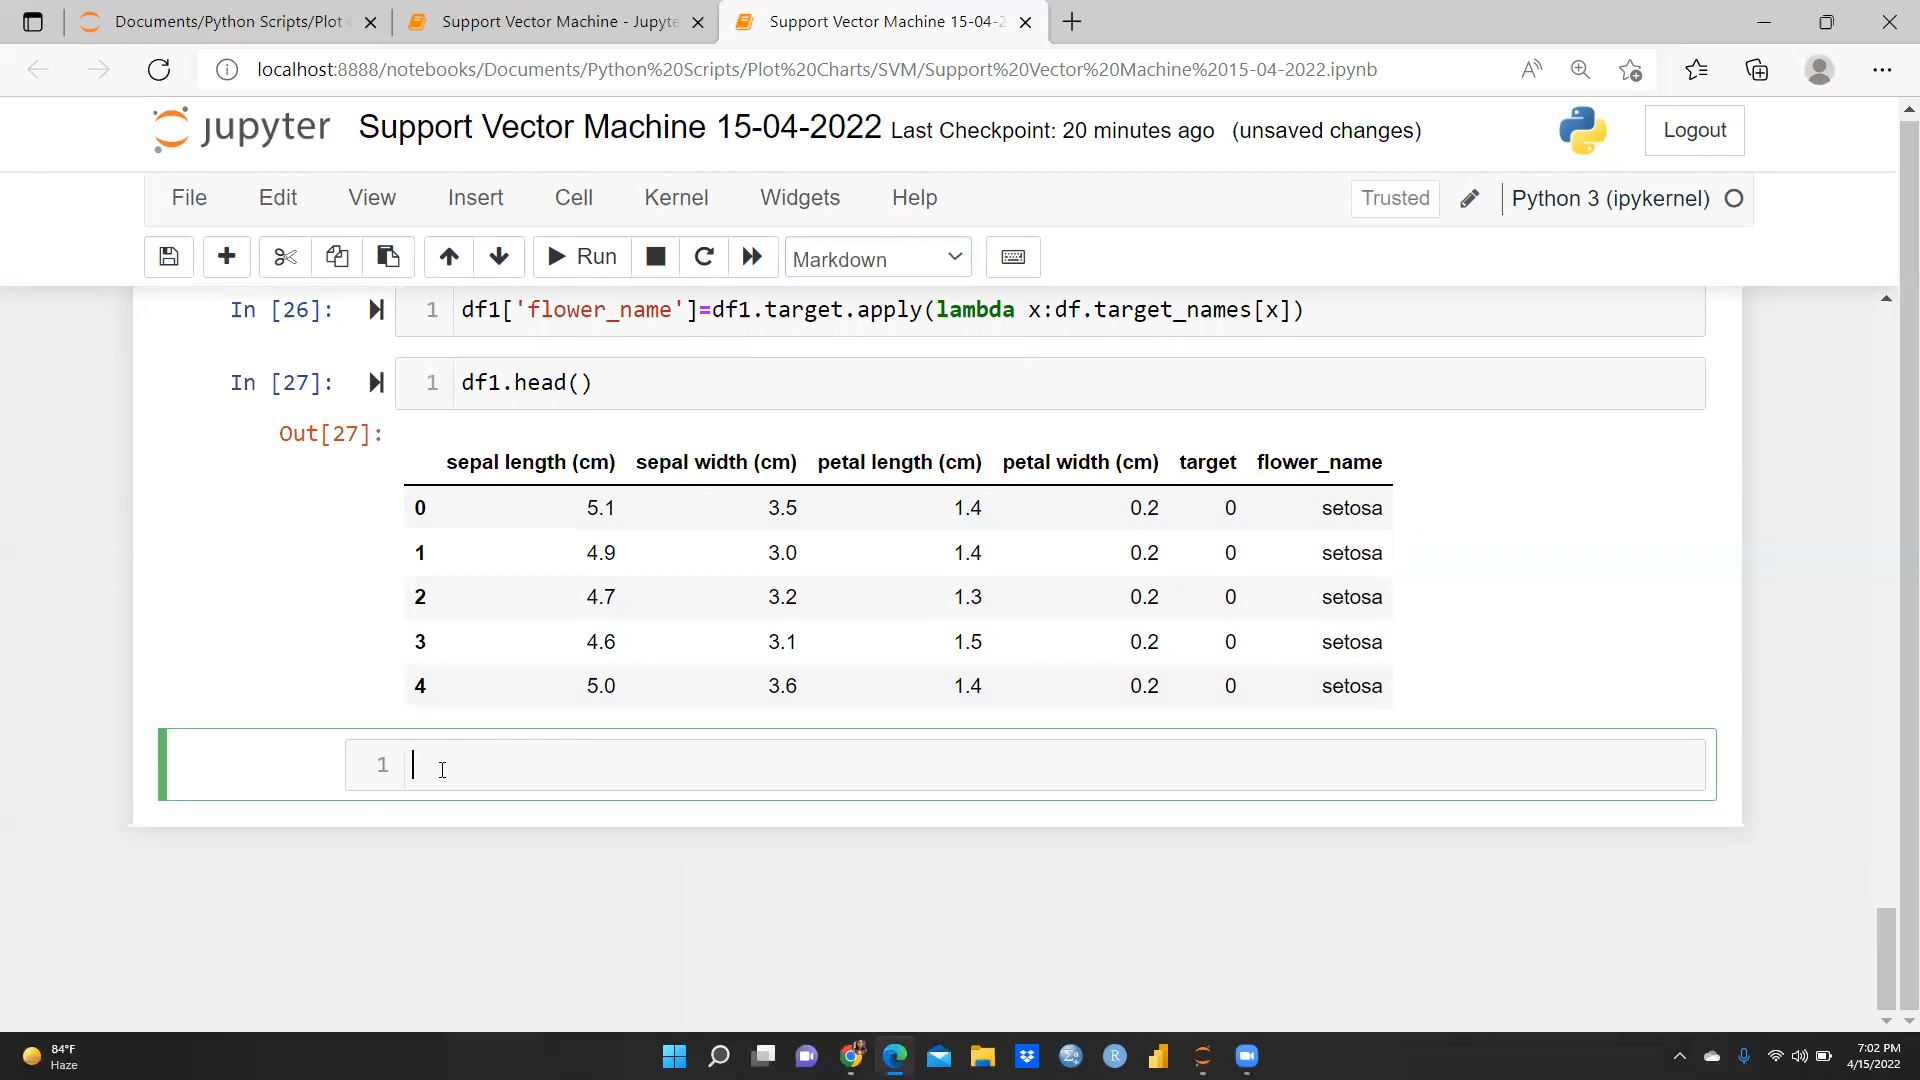 Documents/Python Scripts/Plot
Support Vector Machine - Jupyte
Support Vector Machine 15-04-2
localhost:8888/notebooks/Documents/Python%20Scripts/Plot%20Charts/SVM/Support%20Vector%20Machine%2015-04-2022.ipynb
jupyter Support Vector Machine 15-04-2022 Last Checkpoint: 20 minutes ago (unsaved changes) Logout
File Edit View Insert Cell Kernel Widgets Help Trusted Python 3 (ipykernel)
Run Markdown
In [26]: 1 df1['flower_name']=df1.target.apply(lambda x:df.target_names[x])
In [27]: 1 df1.head()
Out[27]:
sepal length (cm) sepal width (cm) petal length (cm) petal width (cm) target flower_name
0 5.1 3.5 1.4 0.2 0 setosa
1 4.9 3.0 1.4 0.2 0 setosa
2 4.7 3.2 1.3 0.2 0 setosa
3 4.6 3.1 1.5 0.2 0 setosa
4 5.0 3.6 1.4 0.2 0 setosa
1
84°F
Haze
7:02 PM
4/15/2022